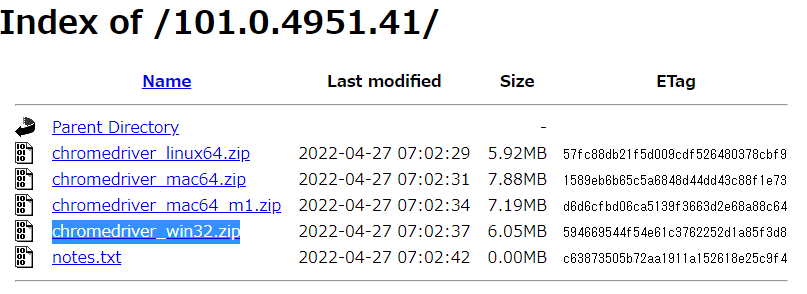 Index of /101.0.4951.41/
Name Last modified Size ETag
Parent Directory -
chromedriver_linux64.zip 2022-04-27 07:02:29 5.92MB 57fc88db21f5d009cdf526480378cbf9
chromedriver_mac64.zip 2022-04-27 07:02:31 7.88MB 1589eb6b65c5a6848d44dd43c88f1e73
chromedriver_mac64_m1.zip 2022-04-27 07:02:34 7.19MB d6d6cfbd06ca5139f3663d2e68a88c64
chromedriver_win32.zip 2022-04-27 07:02:37 6.05MB 594669544f54e61c3762252d1a85f3d8
notes.txt 2022-04-27 07:02:42 0.00MB c63873505b72aa1911a152618e25c9f4